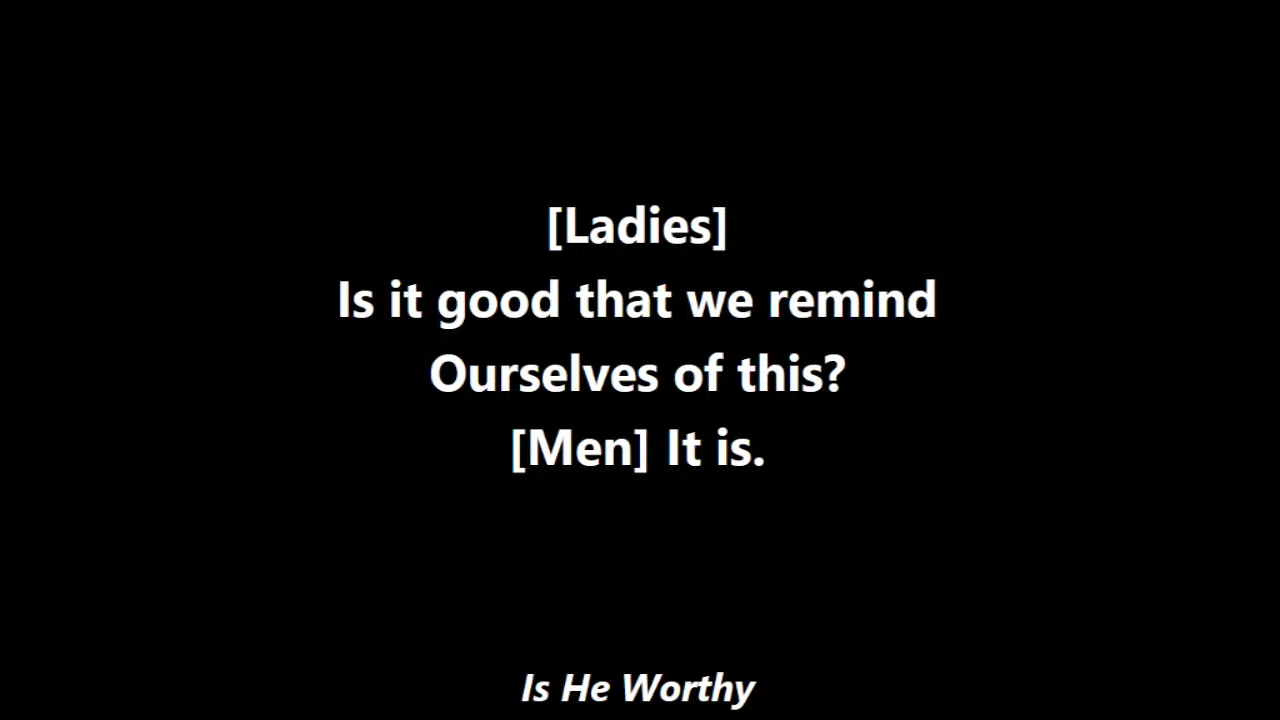 [Ladies]
Is it good that we remind
Ourselves of this?
[Men] It is.
Is He Worthy